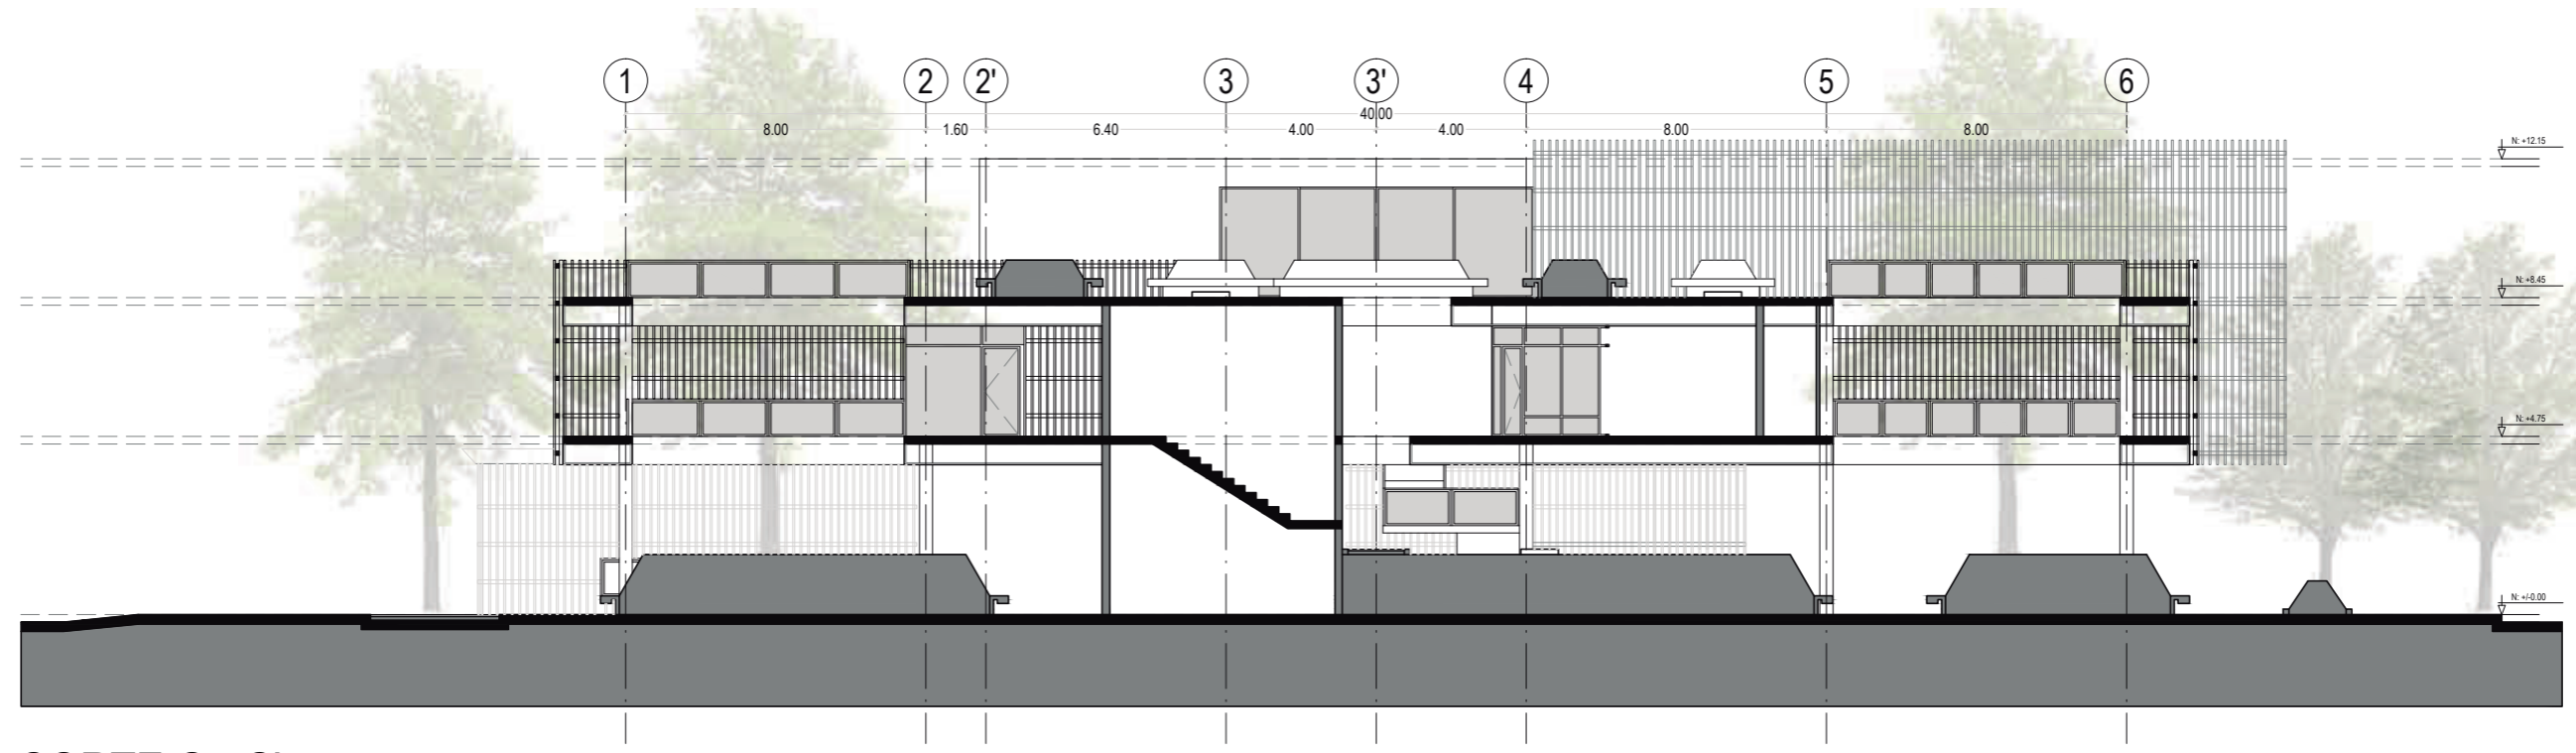 1 2 2' 3 3' 4 5 6
40.00
8.00 1.60 6.40 4.00 4.00 8.00 8.00
N: +12.15
N: +8.45
N: +4.75
N: +/-0.00